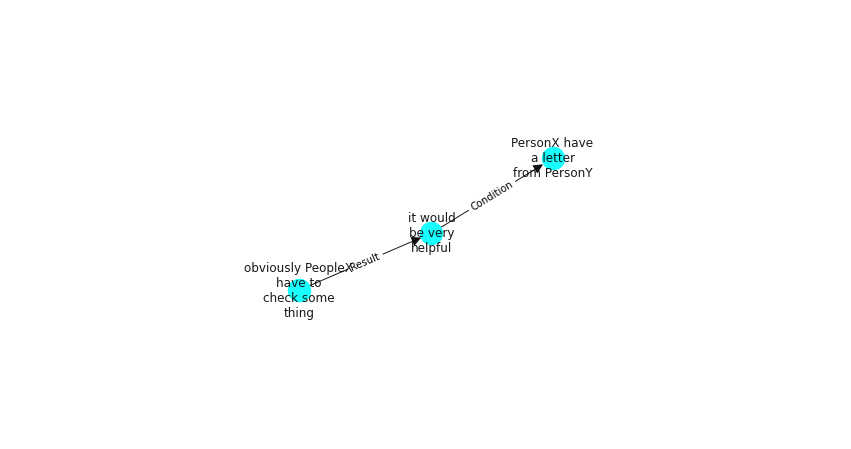 PersonX have
a letter
from PersonY
Condition
it would
be very
helpful
Result
obviously PeopleX
have to
check some
thing